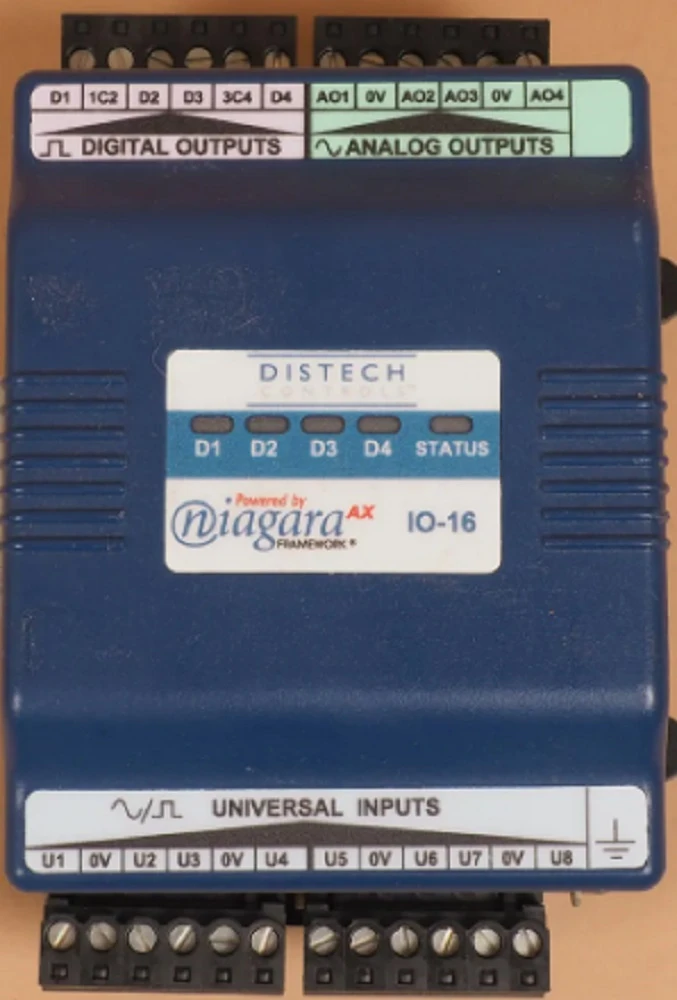 D1 1C2 D2 D3 3C4 D4 AO1 0V AO2 AO3 0V AO4
DIGITAL OUTPUTS ANALOG OUTPUTS
DISTECH
CONTROLS™
D1 D2 D3 D4 STATUS
Powered by
niagara AX IO-16
FRAMEWORK®
UNIVERSAL INPUTS
U1 0V U2 U3 0V U4 U5 0V U6 U7 0V U8